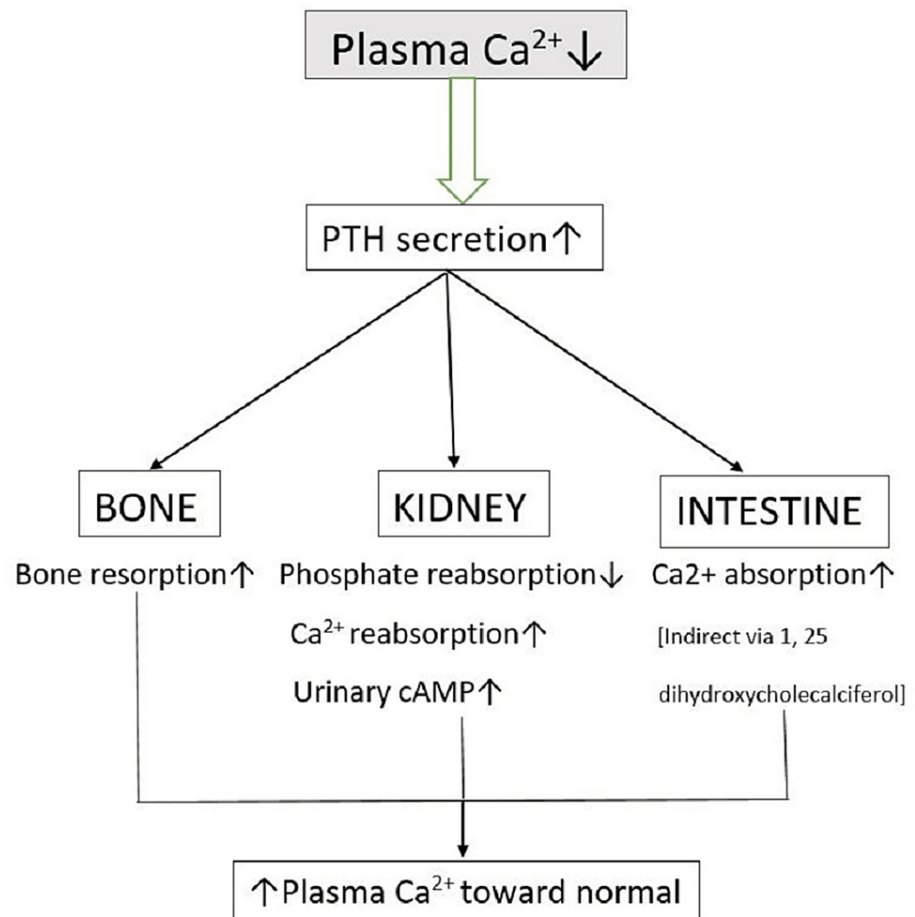 Plasma Ca²⁺↓
PTH secretion↑
BONE
Bone resorption↑
KIDNEY
Phosphate reabsorption↓
Ca²⁺ reabsorption↑
Urinary cAMP↑
INTESTINE
Ca2+ absorption↑
[Indirect via 1, 25
dihydroxycholecalciferol]
↑Plasma Ca²⁺ toward normal